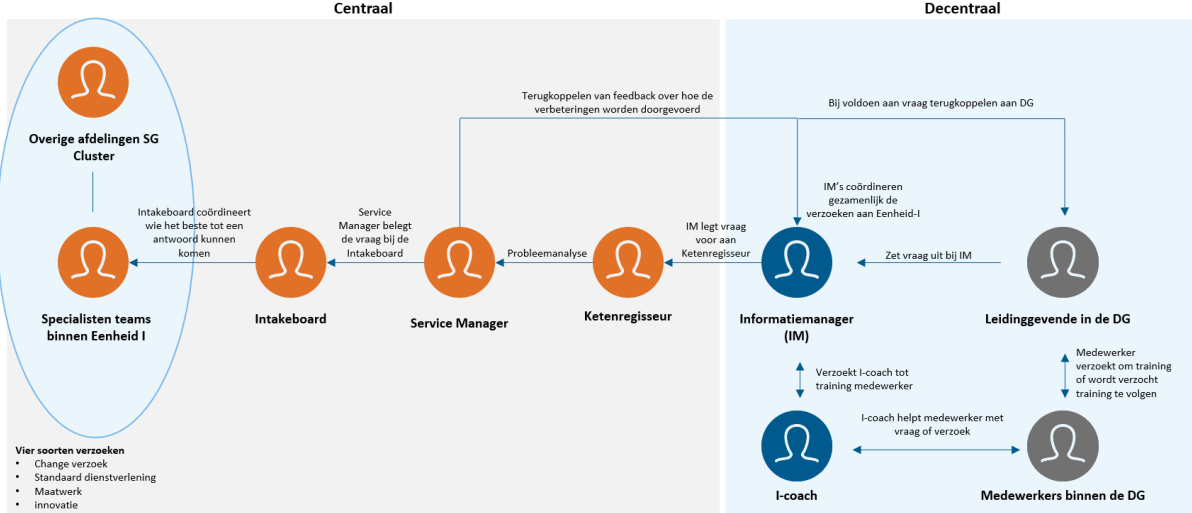 Centraal
Decentraal
Overige afdelingen SG
Cluster
Terugkoppelen van feedback over hoe de
verbeteringen worden doorgevoerd
Bij voldoen aan vraag terugkoppelen aan DG
Intakeboard coördineert
wie het beste tot een
antwoord kunnen
komen
Service
Manager belegt
de vraag bij de
Intakeboard
Probleemanalyse
IM legt vraag
voor aan
Ketenregisseur
IM's coördineren
gezamenlijk de
verzoeken aan Eenheid-I
Zet vraag uit bij IM
Specialisten teams
binnen Eenheid I
Intakeboard
Service Manager
Ketenregisseur
Informatiemanager
(IM)
Leidinggevende in de DG
Verzoekt I-coach tot
training medewerker
Medewerker
verzoekt om training
of wordt verzocht
training te volgen
I-coach helpt medewerker met
vraag of verzoek
I-coach
Medewerkers binnen de DG
Vier soorten verzoeken
• Change verzoek
• Standaard dienstverlening
• Maatwerk
• innovatie